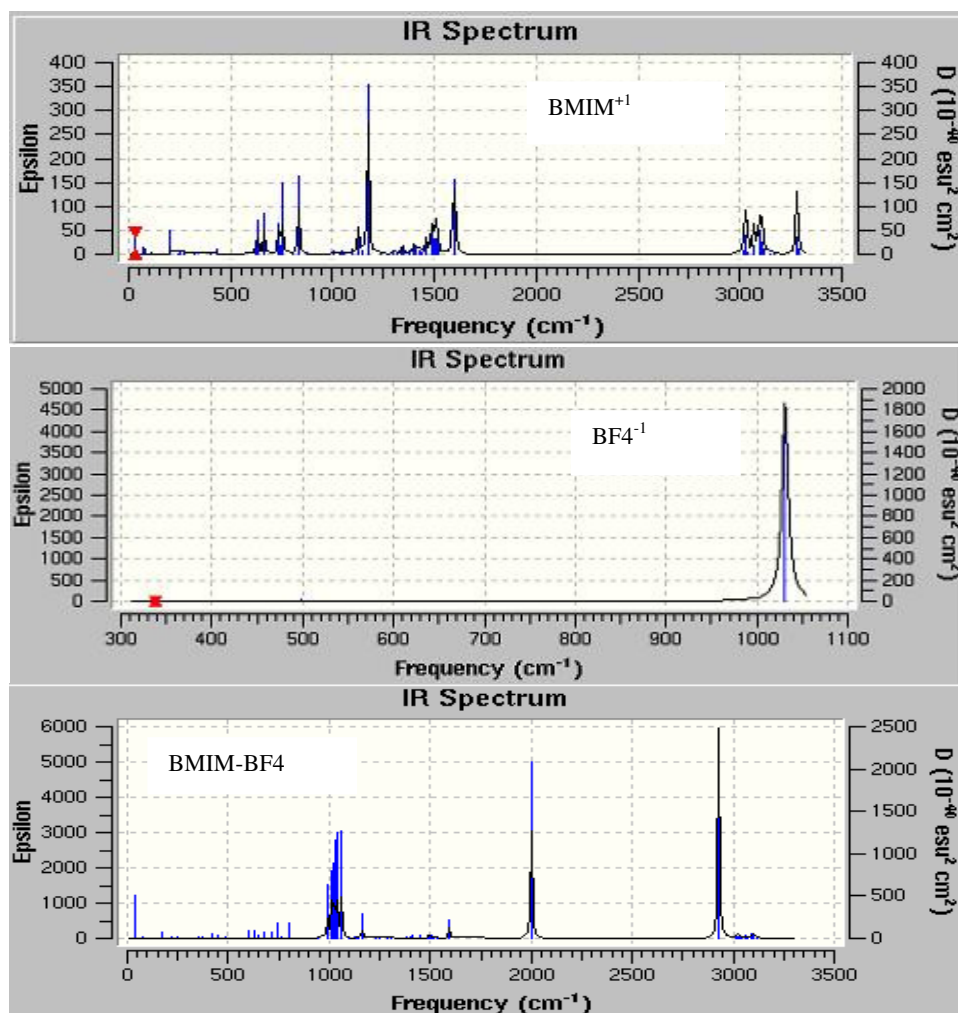 IR Spectrum
400 350 300 250 200 150 100 50 0
Epsilon
BMIM+1
400 350 300 250 200 150 100 50 0
D (10-40 esu2 cm2)
0 500 1000 1500 2000 2500 3000 3500
Frequency (cm-1)
IR Spectrum
5000 4500 4000 3500 3000 2500 2000 1500 1000 500 0
Epsilon
BF4-1
2000 1800 1600 1400 1200 1000 800 600 400 200 0
D (10-40 esu2 cm2)
300 400 500 600 700 800 900 1000 1100
Frequency (cm-1)
IR Spectrum
6000 5000 4000 3000 2000 1000 0
Epsilon
BMIM-BF4
2500 2000 1500 1000 500 0
D (10-40 esu2 cm2)
0 500 1000 1500 2000 2500 3000 3500
Frequency (cm-1)